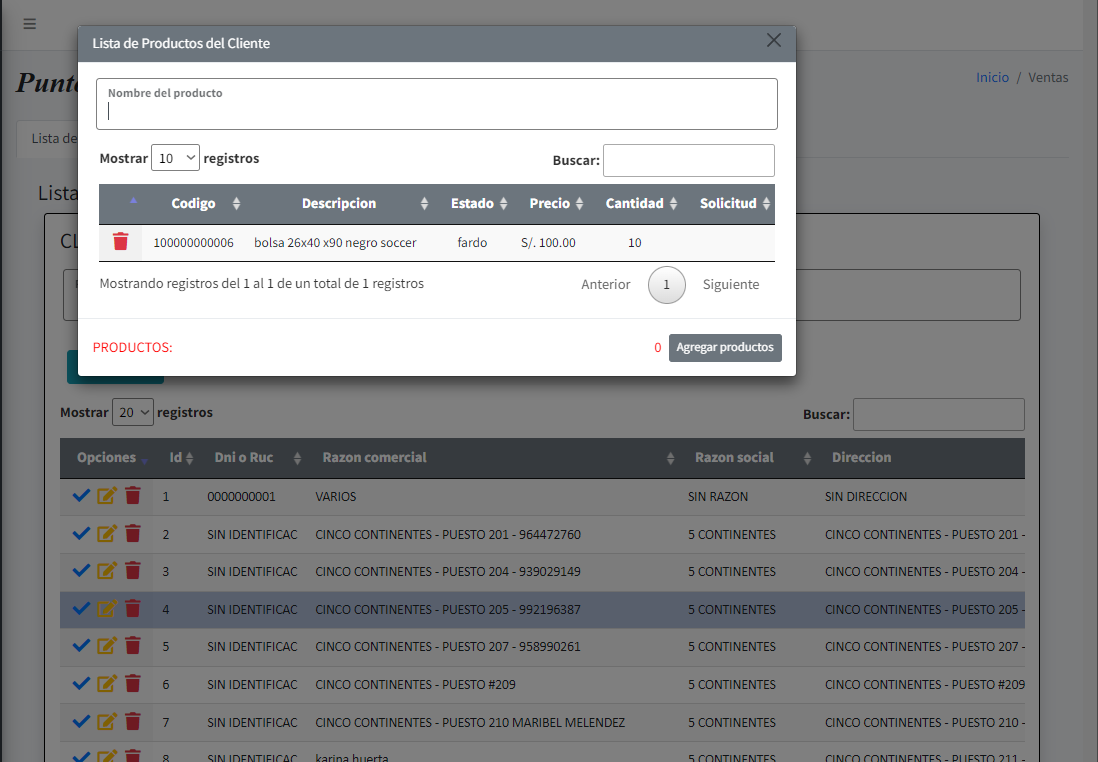 Lista de Productos del Cliente
Punto
Inicio / Ventas
Nombre del producto
Lista de
Mostrar 10 registros
Buscar:
Lista
Codigo Descripcion Estado Precio Cantidad Solicitud
100000000006 bolsa 26x40 x90 negro soccer fardo S/. 100.00 10
CL
Mostrando registros del 1 al 1 de un total de 1 registros
Anterior 1 Siguiente
PRODUCTOS: 0 Agregar productos
Mostrar 20 registros
Buscar:
Opciones Id Dni o Ruc Razon comercial Razon social Direccion
1 0000000001 VARIOS SIN RAZON SIN DIRECCION
2 SIN IDENTIFICAC CINCO CONTINENTES - PUESTO 201 - 964472760 5 CONTINENTES CINCO CONTINENTES - PUESTO 201 -
3 SIN IDENTIFICAC CINCO CONTINENTES - PUESTO 204 - 939029149 5 CONTINENTES CINCO CONTINENTES - PUESTO 204 -
4 SIN IDENTIFICAC CINCO CONTINENTES - PUESTO 205 - 992196387 5 CONTINENTES CINCO CONTINENTES - PUESTO 205 -
5 SIN IDENTIFICAC CINCO CONTINENTES - PUESTO 207 - 958990261 5 CONTINENTES CINCO CONTINENTES - PUESTO 207 -
6 SIN IDENTIFICAC CINCO CONTINENTES - PUESTO #209 5 CONTINENTES CINCO CONTINENTES - PUESTO #209
7 SIN IDENTIFICAC CINCO CONTINENTES - PUESTO 210 MARIBEL MELENDEZ 5 CONTINENTES CINCO CONTINENTES - PUESTO 210 -
8 SIN IDENTIFICAC karina huerta 5 CONTINENTES CINCO CONTINENTES - PUESTO 211 -